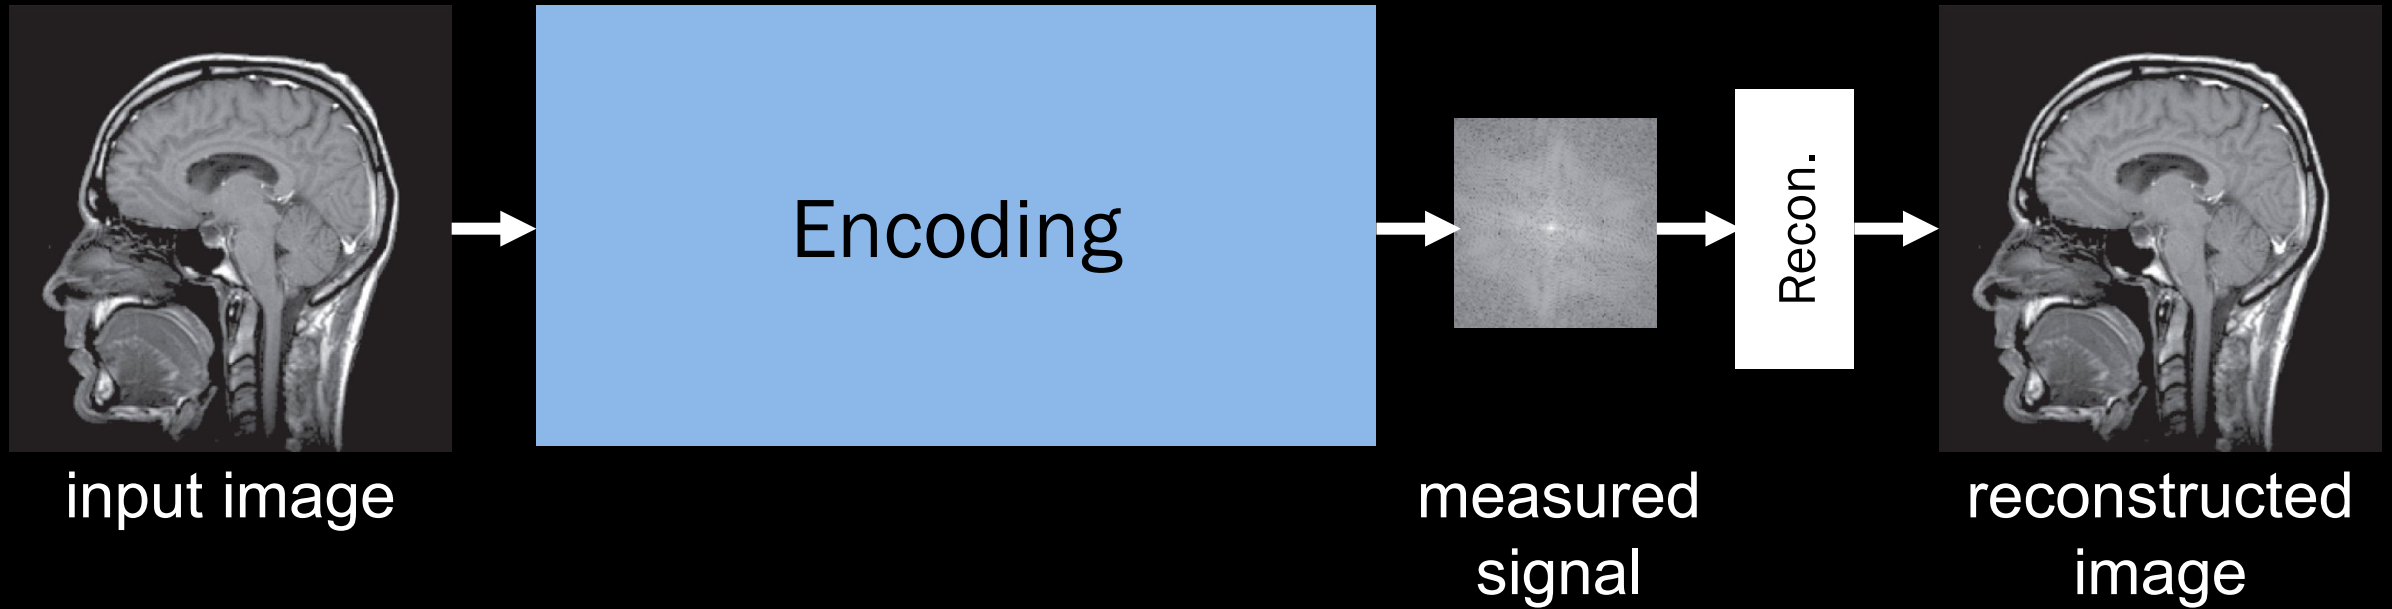 Encoding
Recon.
input image
measured
signal
reconstructed
image